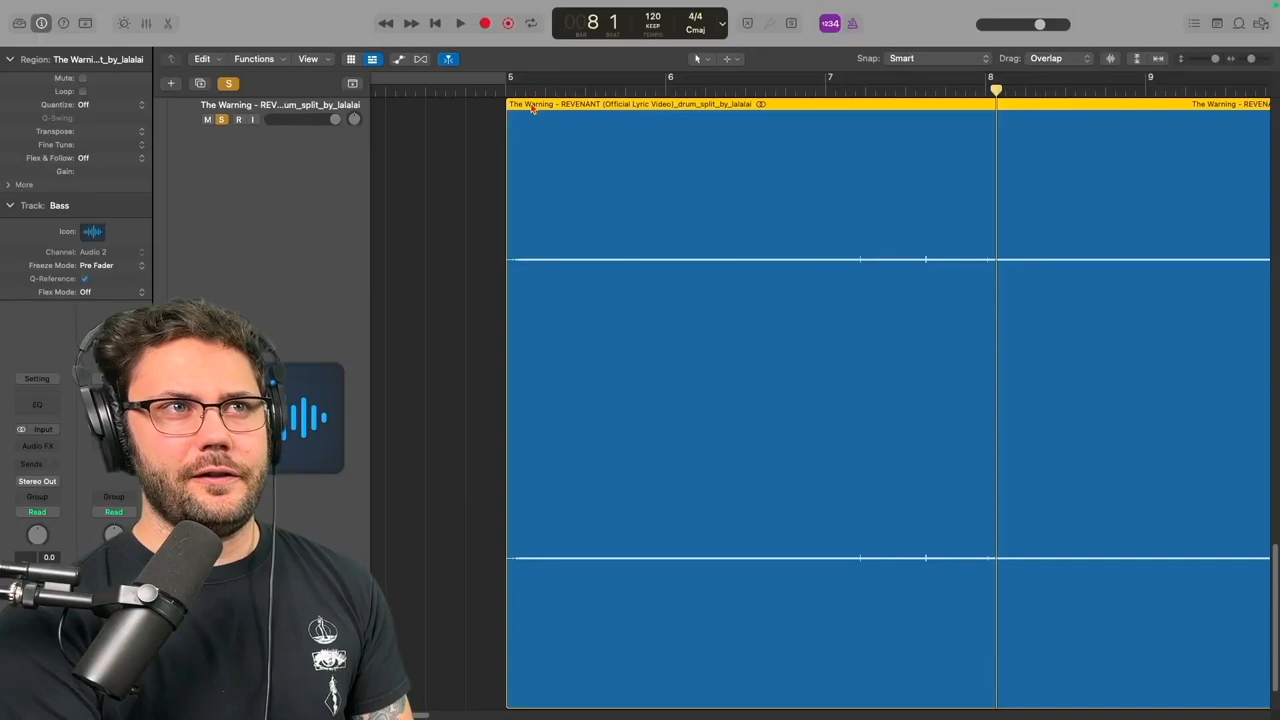 8 1
BAR BEAT
120
KEEP
TEMPO
4/4
Cmaj
1234
Region: The Warni...t_by_lalalai
Edit
Functions
View
Snap: Smart
Drag: Overlap
Mute:
Loop:
Quantize: Off
Q-Swing:
Transpose:
Fine Tune:
Flex & Follow: Off
Gain:
More
Track: Bass
Icon:
Channel: Audio 2
Freeze Mode: Pre Fader
Q-Reference:
Flex Mode: Off
S
The Warning - REV...um_split_by_lalalai
M S R I
5 6 7 8 9
The Warning - REVENANT (Official Lyric Video)_drum_split_by_lalalai
The Warning - REVENA
Setting
EQ
Input
Audio FX
Sends
Stereo Out
Group
Group
Read
Read
0.0